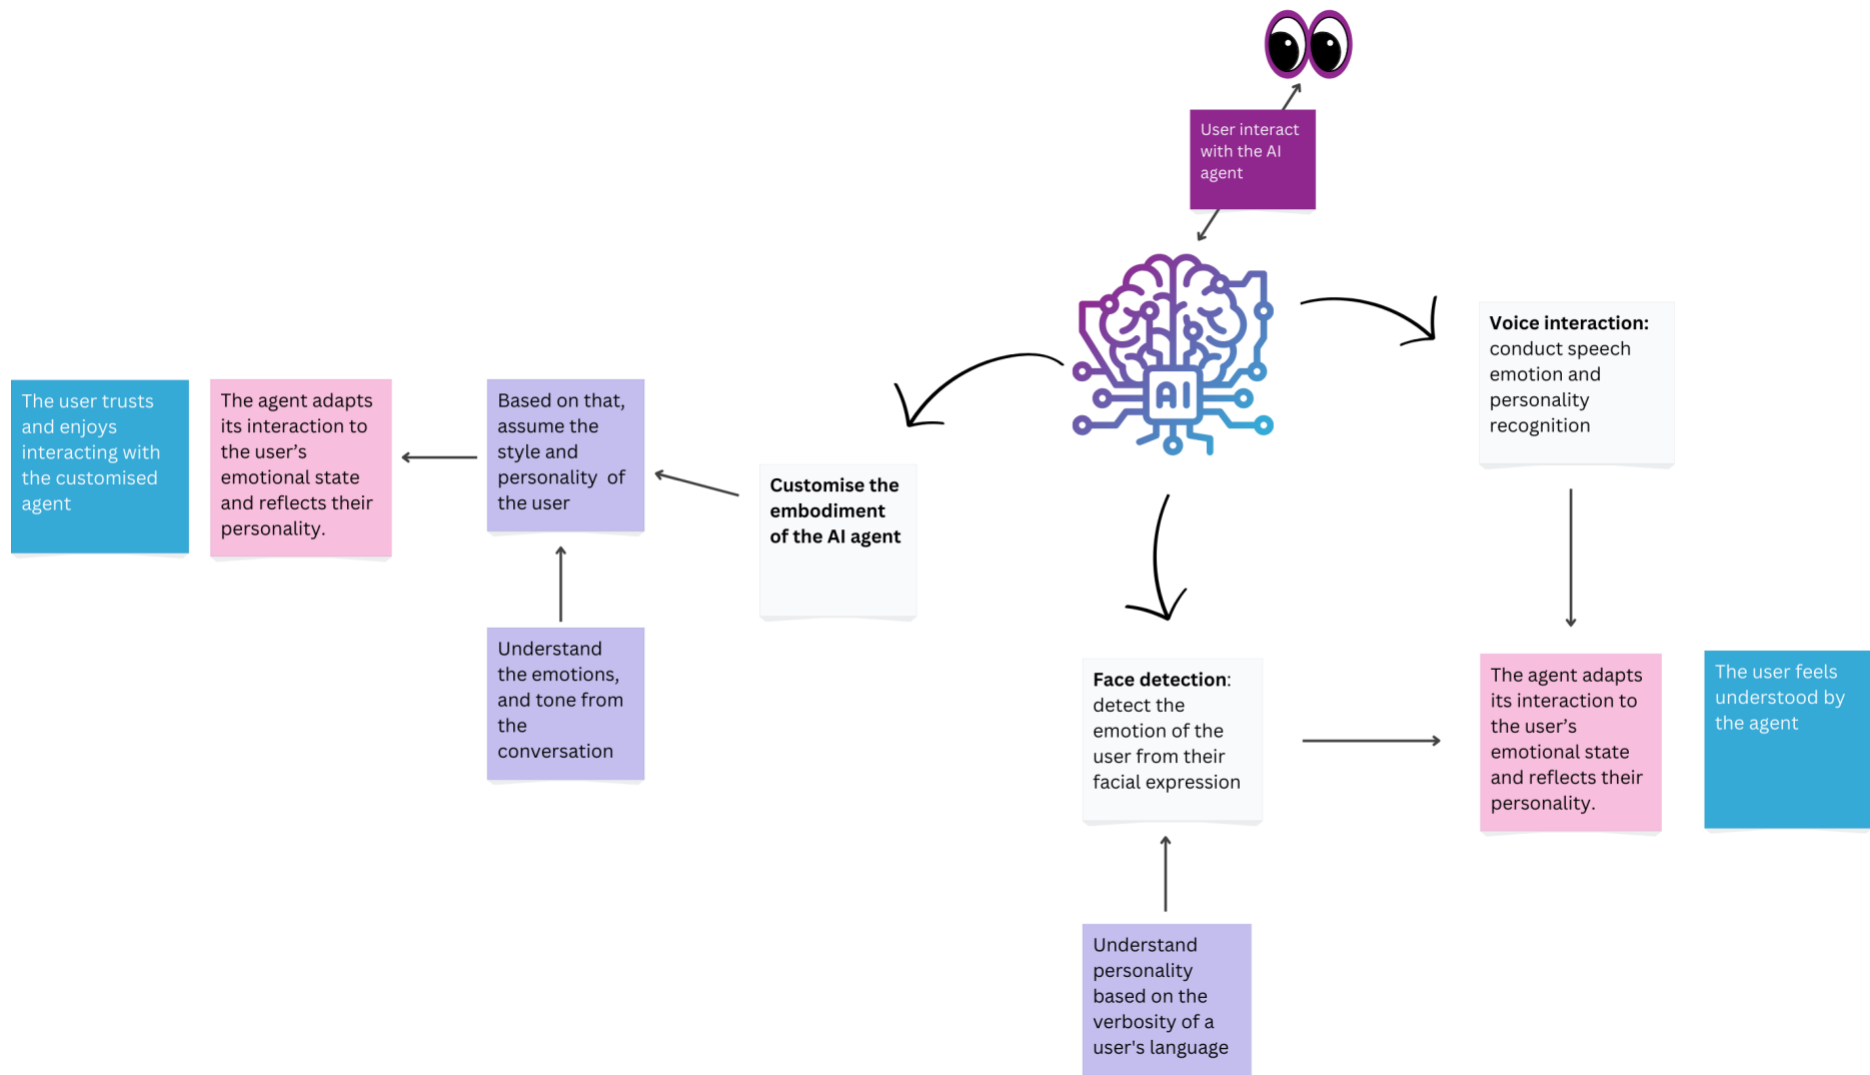 User interact
with the AI
agent
AI
Voice interaction:
conduct speech
emotion and
personality
recognition
The user trusts
and enjoys
interacting with
the customised
agent
The agent adapts
its interaction to
the user’s
emotional state
and reflects their
personality.
Based on that,
assume the
style and
personality of
the user
Customise the
embodiment
of the AI agent
Understand
the emotions,
and tone from
the
conversation
Face detection:
detect the
emotion of the
user from their
facial expression
The agent adapts
its interaction to
the user’s
emotional state
and reflects their
personality.
The user feels
understood by
the agent
Understand
personality
based on the
verbosity of a
user's language